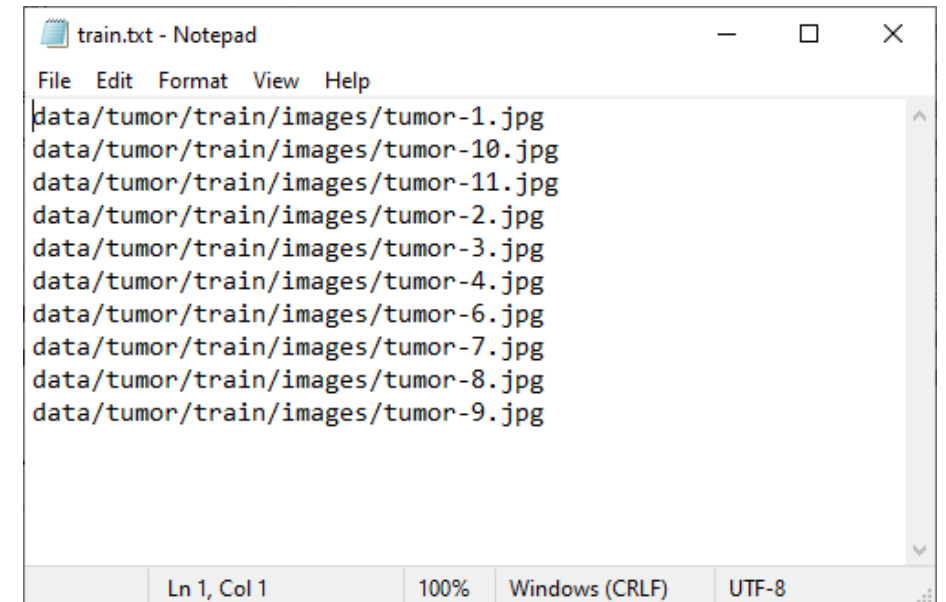 train.txt - Notepad
File Edit Format View Help
data/tumor/train/images/tumor-1.jpg
data/tumor/train/images/tumor-10.jpg
data/tumor/train/images/tumor-11.jpg
data/tumor/train/images/tumor-2.jpg
data/tumor/train/images/tumor-3.jpg
data/tumor/train/images/tumor-4.jpg
data/tumor/train/images/tumor-6.jpg
data/tumor/train/images/tumor-7.jpg
data/tumor/train/images/tumor-8.jpg
data/tumor/train/images/tumor-9.jpg
Ln 1, Col 1 100% Windows (CRLF) UTF-8